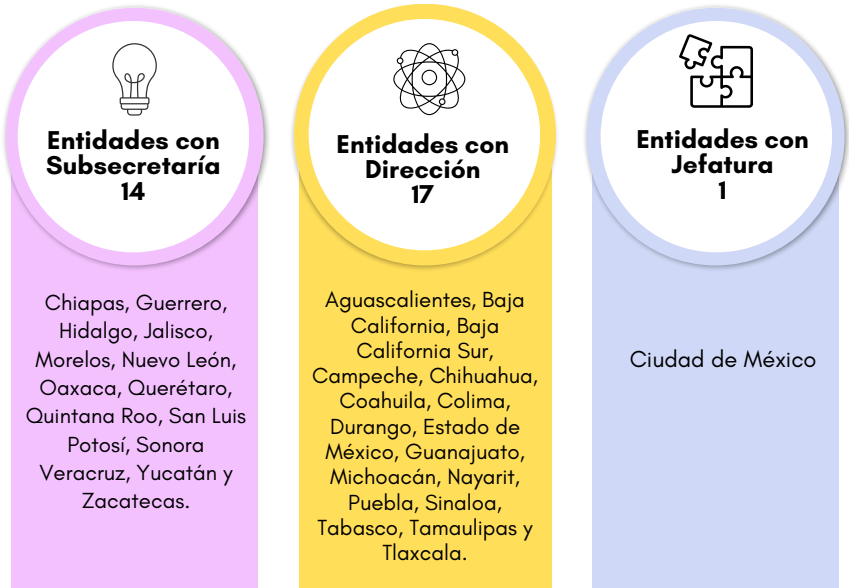 Entidades con
Subsecretaría
14
Chiapas, Guerrero,
Hidalgo, Jalisco,
Morelos, Nuevo León,
Oaxaca, Querétaro,
Quintana Roo, San Luis
Potosí, Sonora
Veracruz, Yucatán y
Zacatecas.
Entidades con
Dirección
17
Aguascalientes, Baja
California, Baja
California Sur,
Campeche, Chihuahua,
Coahuila, Colima,
Durango, Estado de
México, Guanajuato,
Michoacán, Nayarit,
Puebla, Sinaloa,
Tabasco, Tamaulipas y
Tlaxcala.
Entidades con
Jefatura
1
Ciudad de México